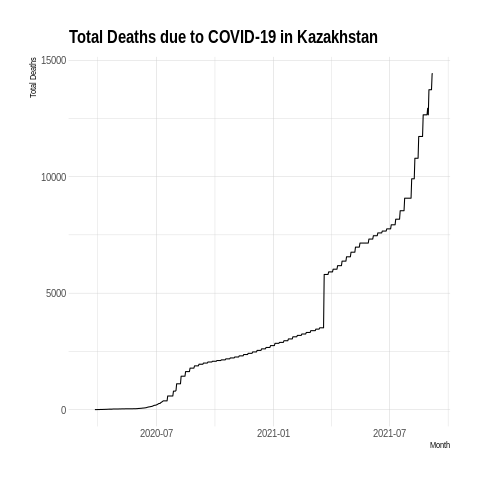 Total Deaths due to COVID-19 in Kazakhstan
Total Deaths
15000
10000
5000
0
2020-07
2021-01
2021-07
Month